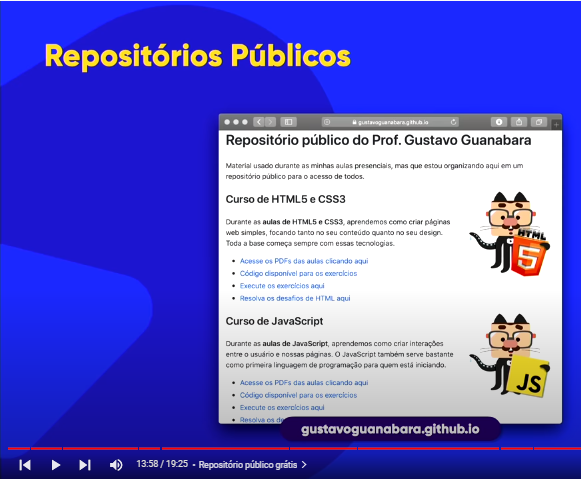 Repositórios Públicos
gustavoguanabara.github.io
Repositório público do Prof. Gustavo Guanabara
Material usado durante as minhas aulas presenciais, mas que estou organizando aqui em um
repositório público para o acesso de todos.
Curso de HTML5 e CSS3
Durante as aulas de HTML5 e CSS3, aprendemos como criar páginas
web simples, focando tanto no seu conteúdo quanto no seu design.
Toda a base começa sempre com essas tecnologias.
• Acesse os PDFs das aulas clicando aqui
• Código disponível para os exercícios
• Execute os exercícios aqui
• Resolva os desafios de HTML aqui
HTML
5
Curso de JavaScript
Durante as aulas de JavaScript, aprendemos como criar interações
entre o usuário e nossas páginas. O JavaScript também serve bastante
como primeira linguagem de programação para quem está iniciando.
• Acesse os PDFs das aulas clicando aqui
• Código disponível para os exercícios
• Execute os exercícios aqui
• Resolva os
JS
gustavoguanabara.github.io
13:58 / 19:25 • Repositório público grátis >